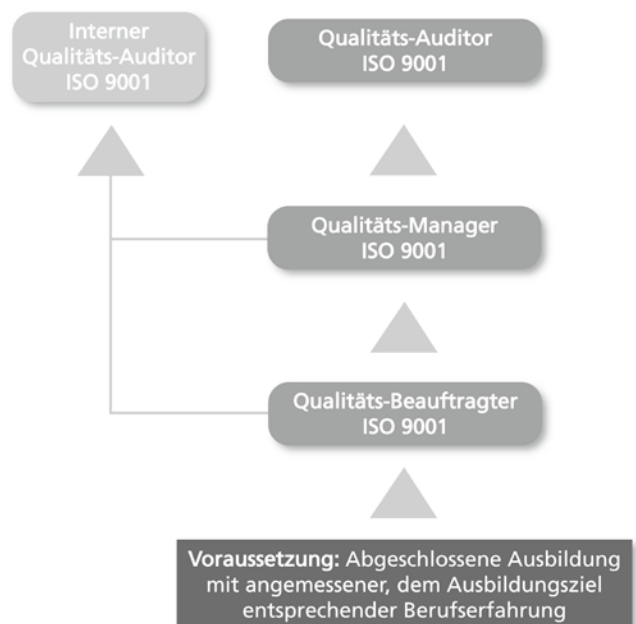 Interner
Qualitäts-Auditor
ISO 9001
Qualitäts-Auditor
ISO 9001
Qualitäts-Manager
ISO 9001
Qualitäts-Beauftragter
ISO 9001
Voraussetzung: Abgeschlossene Ausbildung
mit angemessener, dem Ausbildungsziel
entsprechender Berufserfahrung